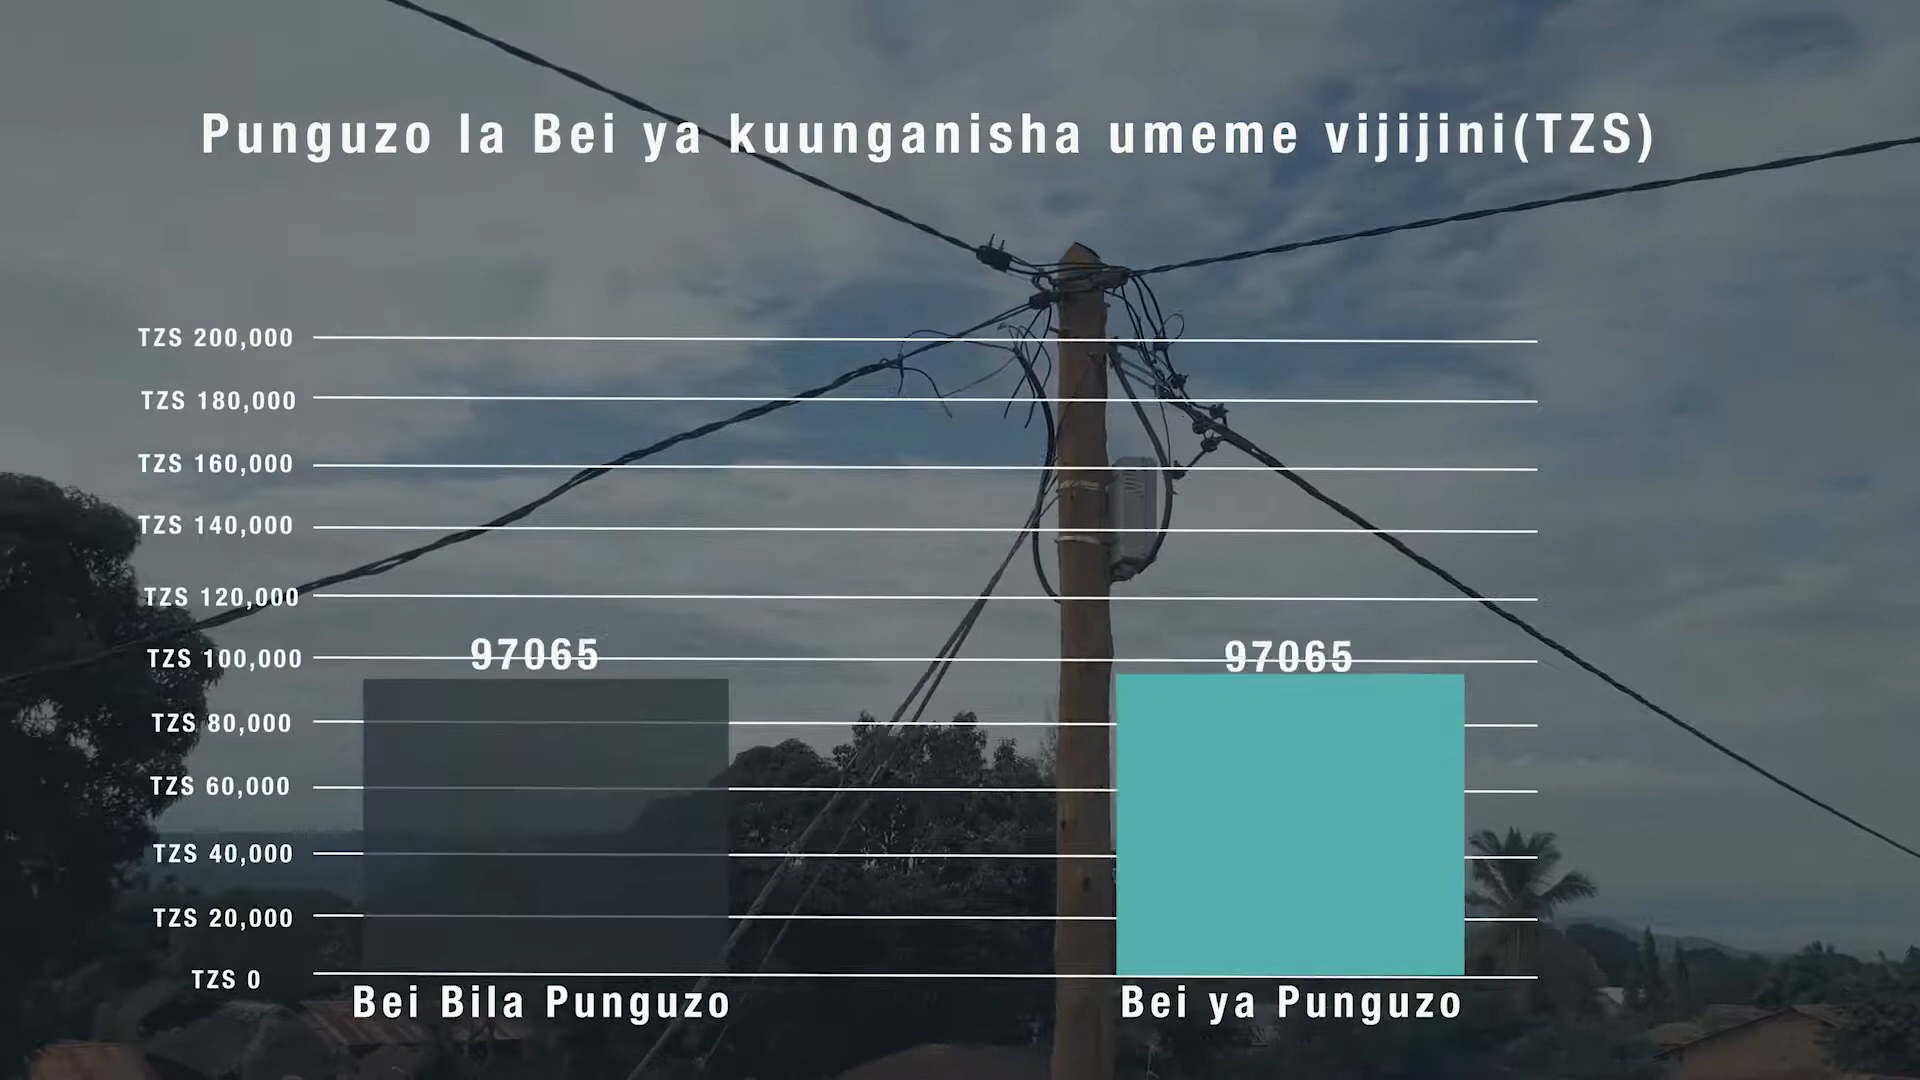 Punguzo la Bei ya kuunganisha umeme vijijini(TZS)
TZS 200,000
TZS 180,000
TZS 160,000
TZS 140,000
TZS 120,000
TZS 100,000
97065
97065
TZS 80,000
TZS 60,000
TZS 40,000
TZS 20,000
TZS 0
Bei Bila Punguzo
Bei ya Punguzo